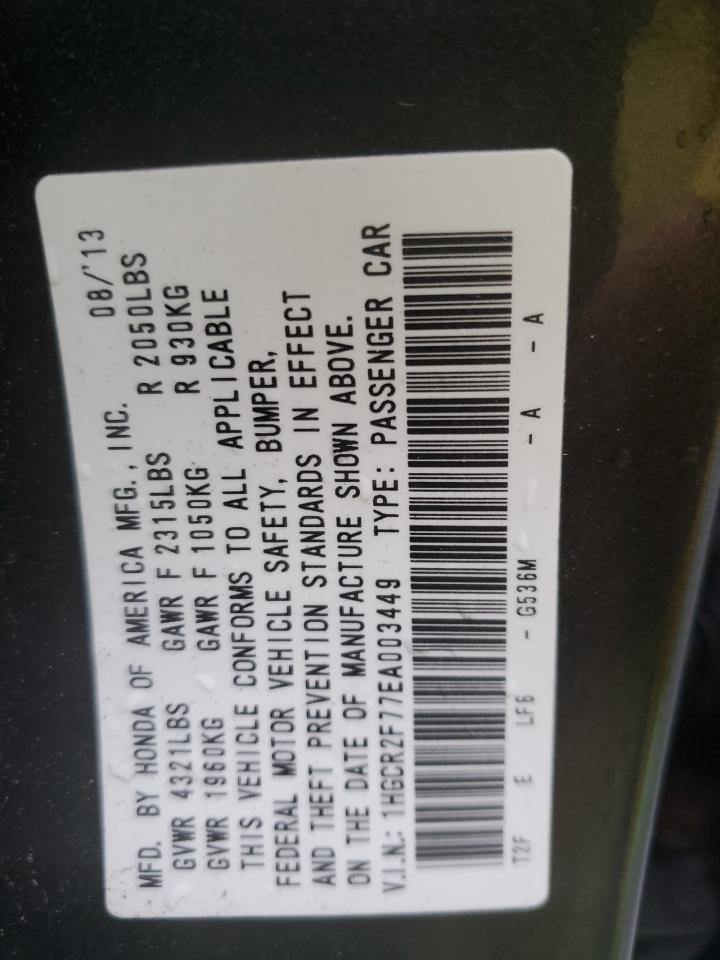 MFD. BY HONDA OF AMERICA MFG., INC. 08/'13
GVWR 4321LBS GAWR F 2315LBS R 2050LBS
GVWR 1960KG GAWR F 1050KG R 930KG
THIS VEHICLE CONFORMS TO ALL APPLICABLE
FEDERAL MOTOR VEHICLE SAFETY, BUMPER,
AND THEFT PREVENTION STANDARDS IN EFFECT
ON THE DATE OF MANUFACTURE SHOWN ABOVE.
V.I.N.: 1HGCR2F77EA003449 TYPE: PASSENGER CAR
T2F E LF6 - G536M - A - A